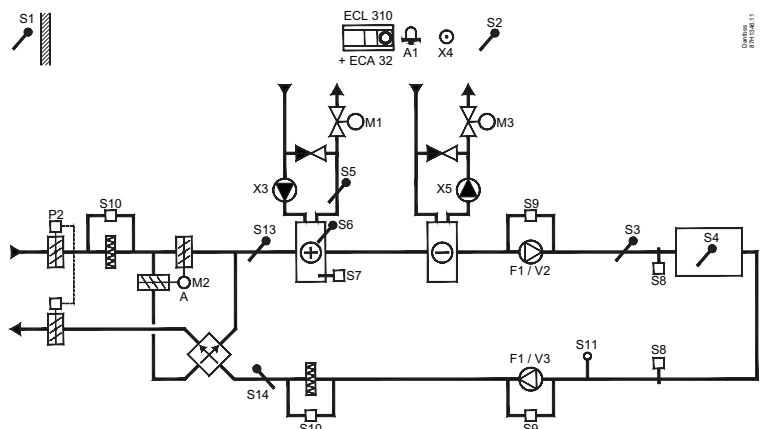 S1
ECL 310
+ ECA 32
A1
X4
S2
Danfoss
87H1346.11
M1
M3
X3
S5
X5
P2
S10
S13
S6
S9
S3
S4
S7
M2
A
F1 / V2
S8
S14
S10
F1 / V3
S9
S11
S8